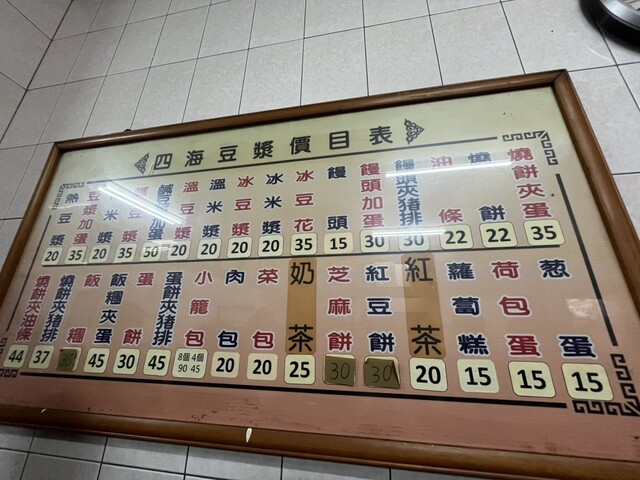 四海豆漿價目表
燒餅夾蛋 35
燒餅 22
油條 22
饅頭夾豬排 30
饅頭加蛋 30
饅頭 15
冰豆花 35
冰米漿 20
冰豆漿 20
溫米漿 20
溫豆漿 20
鹹豆漿加蛋 50
鹹豆漿 35
米漿 20
豆漿加蛋 35
熱豆漿 20
葱蛋 15
荷包蛋 15
蘿蔔糕 15
紅茶 20
紅豆餅 30
芝麻餅 30
奶茶 25
菜包 20
肉包 20
小籠包 8個90 4個45
蛋餅夾豬排 45
蛋餅 30
飯糰夾蛋 45
飯糰
燒餅夾豬排 37
燒餅夾油條 44